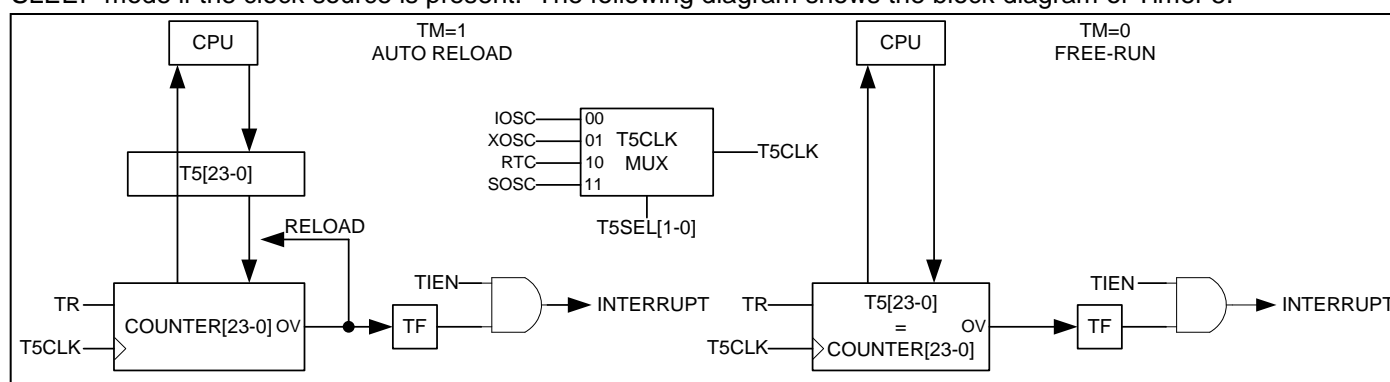 SLEEP mode if the clock source is present. The following diagram shows the block diagram of Timer 5.
CPU
TM=1
AUTO RELOAD
CPU
TM=0
FREE-RUN
IOSC
00
XOSC
01
RTC
10
SOSC
11
T5CLK
MUX
T5CLK
T5SEL[1-0]
T5[23-0]
RELOAD
TR
T5CLK
COUNTER[23-0]
OV
TF
TIEN
INTERRUPT
TR
T5CLK
T5[23-0]
=
COUNTER[23-0]
OV
TF
TIEN
INTERRUPT